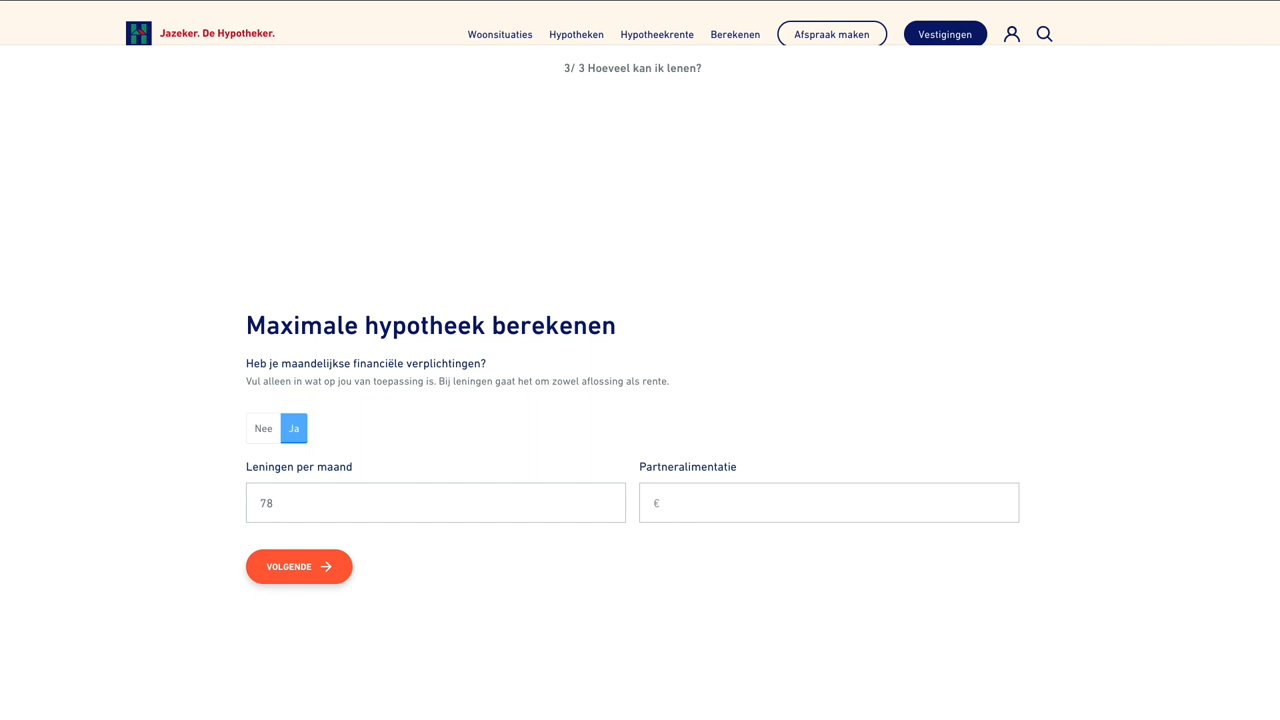 Jazeker. De Hypotheker.
Woonsituaties Hypotheken Hypotheekrente Berekenen Afspraak maken Vestigingen
3/ 3 Hoeveel kan ik lenen?
Maximale hypotheek berekenen
Heb je maandelijkse financiële verplichtingen?
Vul alleen in wat op jou van toepassing is. Bij leningen gaat het om zowel aflossing als rente.
Nee Ja
Leningen per maand Partneralimentatie
78 €
VOLGENDE